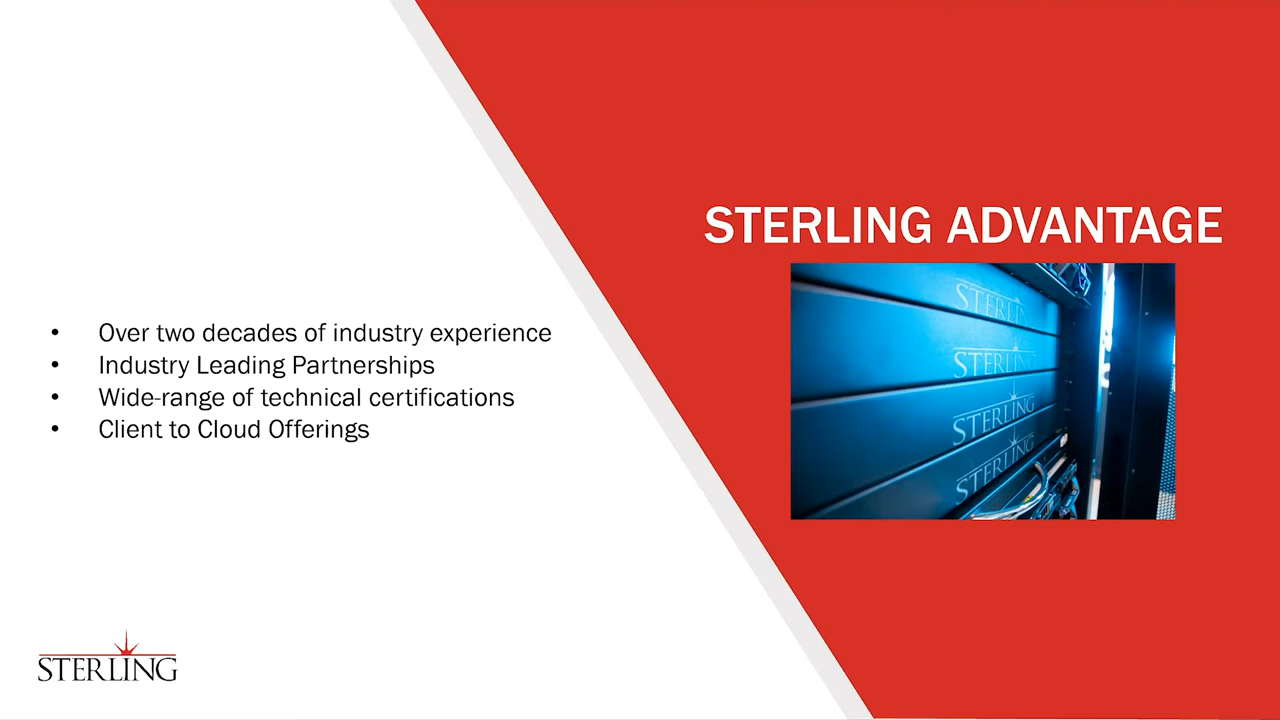 STERLING ADVANTAGE
STERLING
STERLING
STERLING
STERLING
• Over two decades of industry experience
• Industry Leading Partnerships
• Wide-range of technical certifications
• Client to Cloud Offerings
STERLING